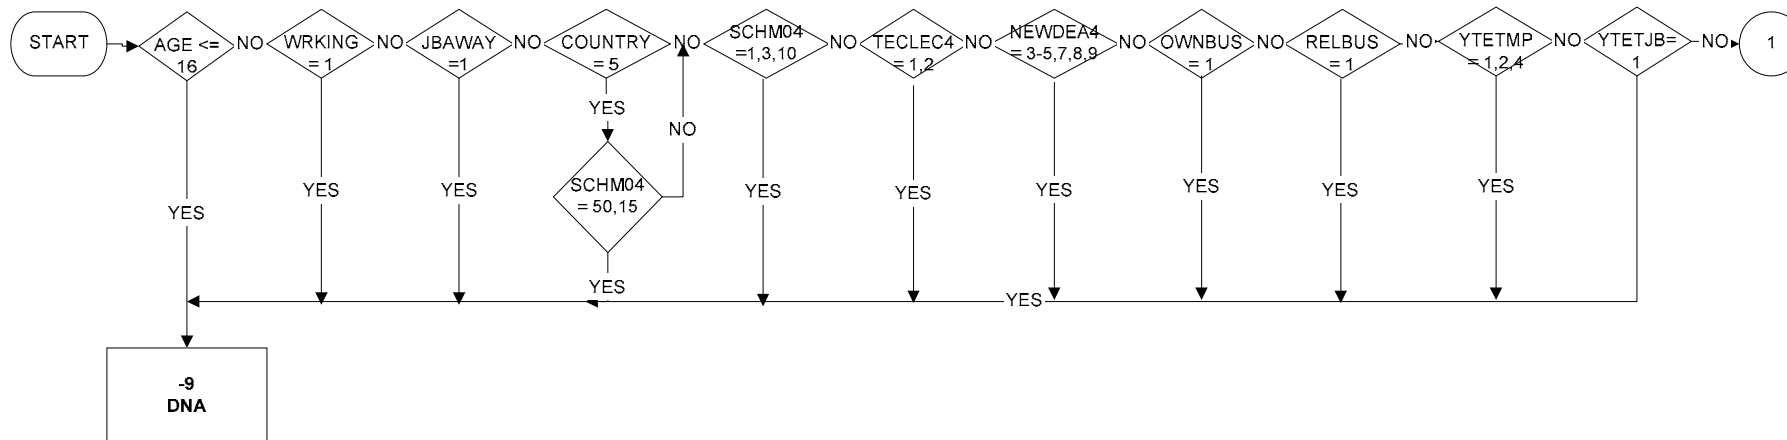 START
AGE <=
16
NO
WRKING
= 1
NO
JBAWAY
=1
NO
COUNTRY
= 5
NO
SCHM04
=1,3,10
NO
TECLEC4
= 1,2
NO
NEWDEA4
= 3-5,7,8,9
NO
OWNBUS
= 1
NO
RELBUS
= 1
NO
YTETMP
= 1,2,4
NO
YTETJB=
1
NO
1
YES
NO
SCHM04
= 50,15
YES
YES
YES
YES
YES
YES
YES
YES
YES
YES
YES
-9
DNA